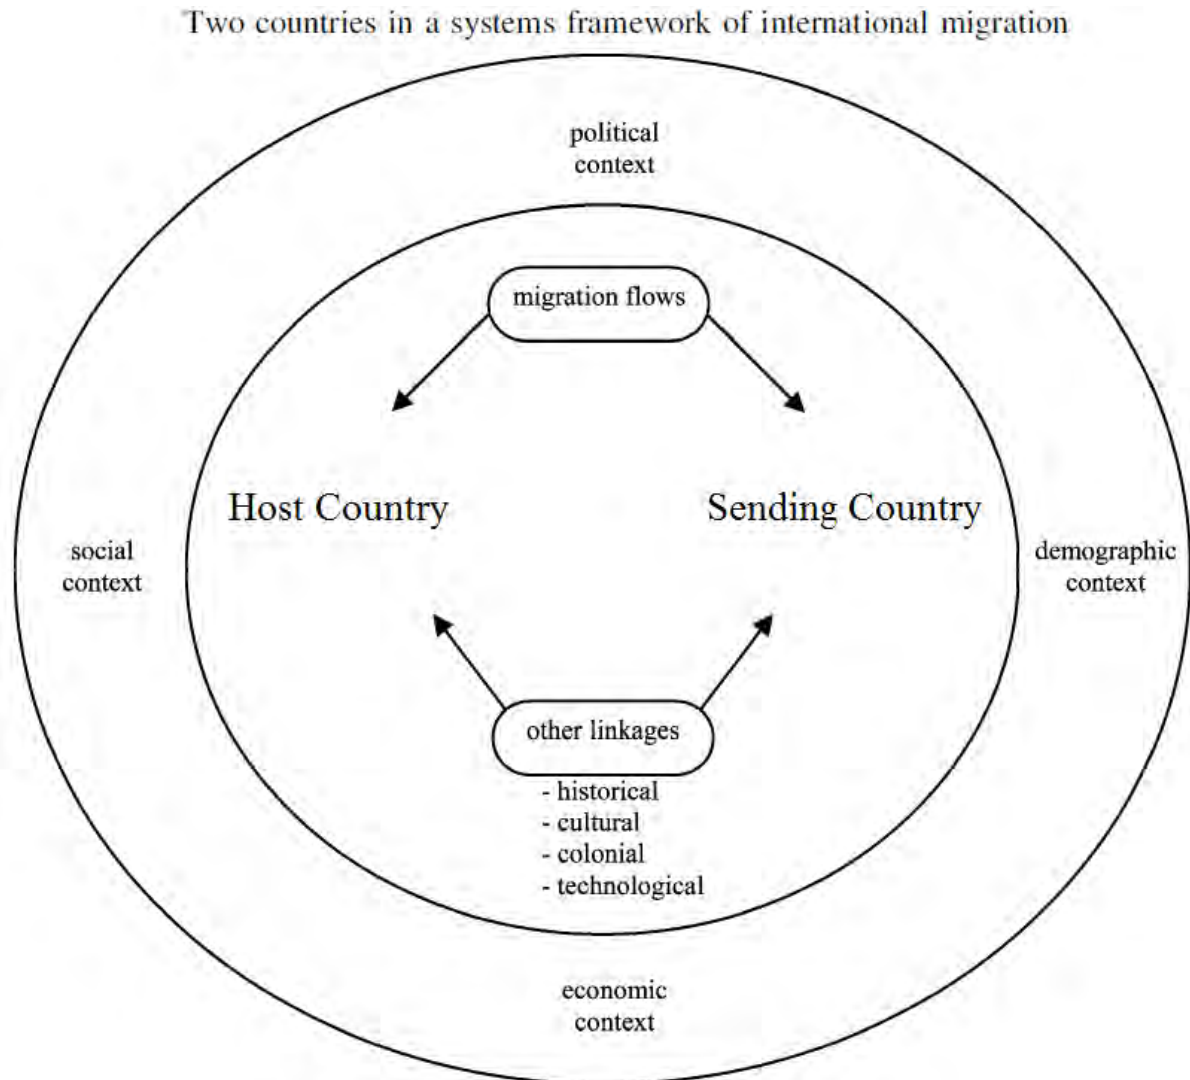 Two countries in a systems framework of international migration
political
context
migration flows
Host Country
Sending Country
social
context
demographic
context
other linkages
- historical
- cultural
- colonial
- technological
economic
context